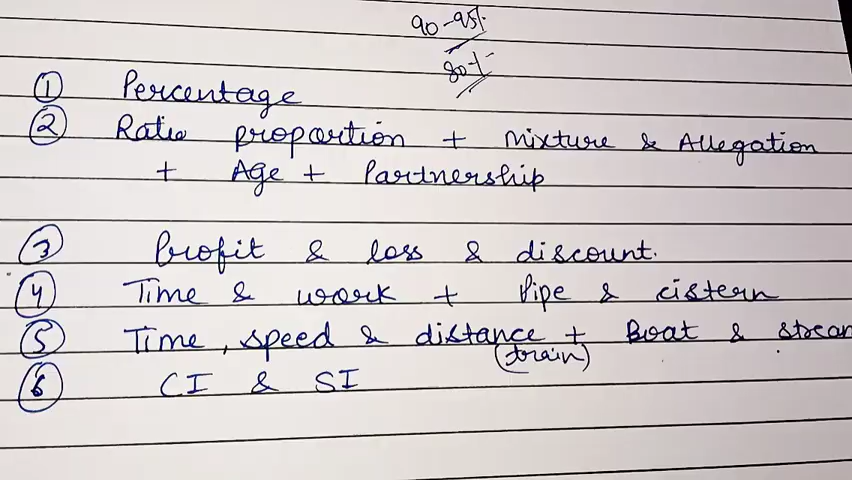 90-95%
80%
① Percentage
② Ratio proportion + Mixture & Allegation
+ Age + Partnership
③ Profit & loss & discount.
④ Time & work + Pipe & cistern
⑤ Time, speed & distance + Boat & stream
(train)
⑥ CI & SI